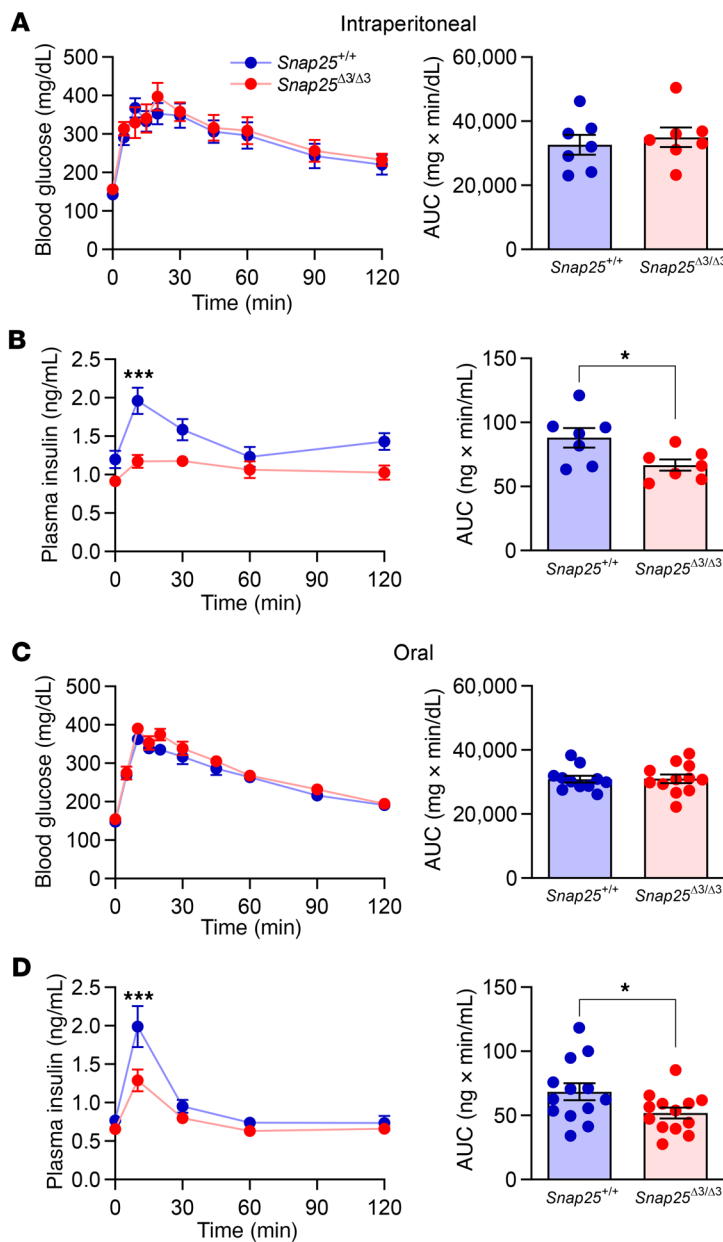 A
Intraperitoneal
Blood glucose (mg/dL)
500
400
300
200
100
0
0 30 60 90 120
Time (min)
Snap25+/+
Snap25Δ3/Δ3
AUC (mg × min/dL)
60,000
40,000
20,000
0
Snap25+/+ Snap25Δ3/Δ3
B
Plasma insulin (ng/mL)
2.5
2.0
1.5
1.0
0.5
0.0
***
0 30 60 90 120
Time (min)
AUC (ng × min/mL)
150
100
50
0
*
Snap25+/+ Snap25Δ3/Δ3
C
Oral
Blood glucose (mg/dL)
500
400
300
200
100
0
0 30 60 90 120
Time (min)
AUC (mg × min/dL)
60,000
40,000
20,000
0
Snap25+/+ Snap25Δ3/Δ3
D
Plasma insulin (ng/mL)
2.5
2.0
1.5
1.0
0.5
0.0
***
0 30 60 90 120
Time (min)
AUC (ng × min/mL)
150
100
50
0
*
Snap25+/+ Snap25Δ3/Δ3